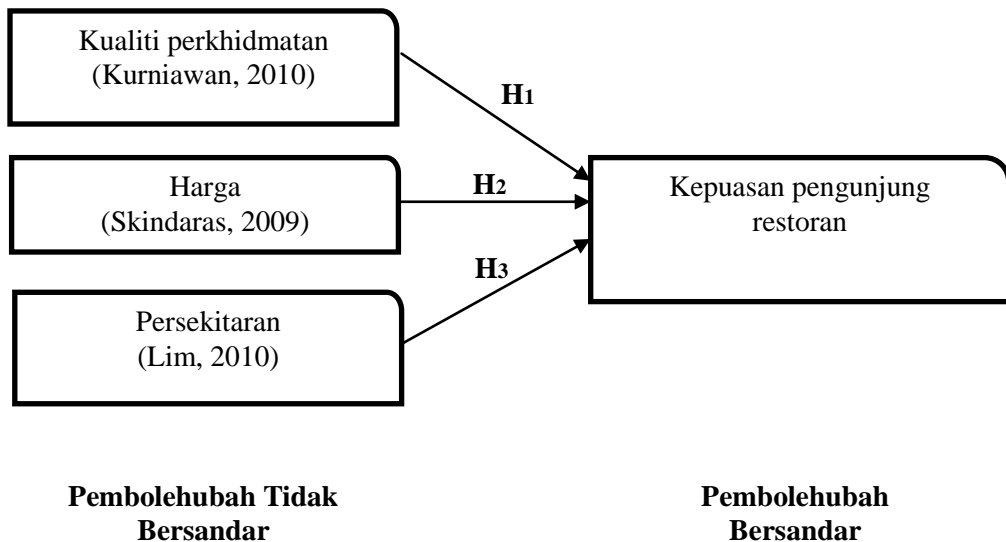 Kualiti perkhidmatan
(Kurniawan, 2010)
H1
Harga
(Skindaras, 2009)
H2
Kepuasan pengunjung
restoran
H3
Persekitaran
(Lim, 2010)
Pembolehubah Tidak
Bersandar
Pembolehubah
Bersandar